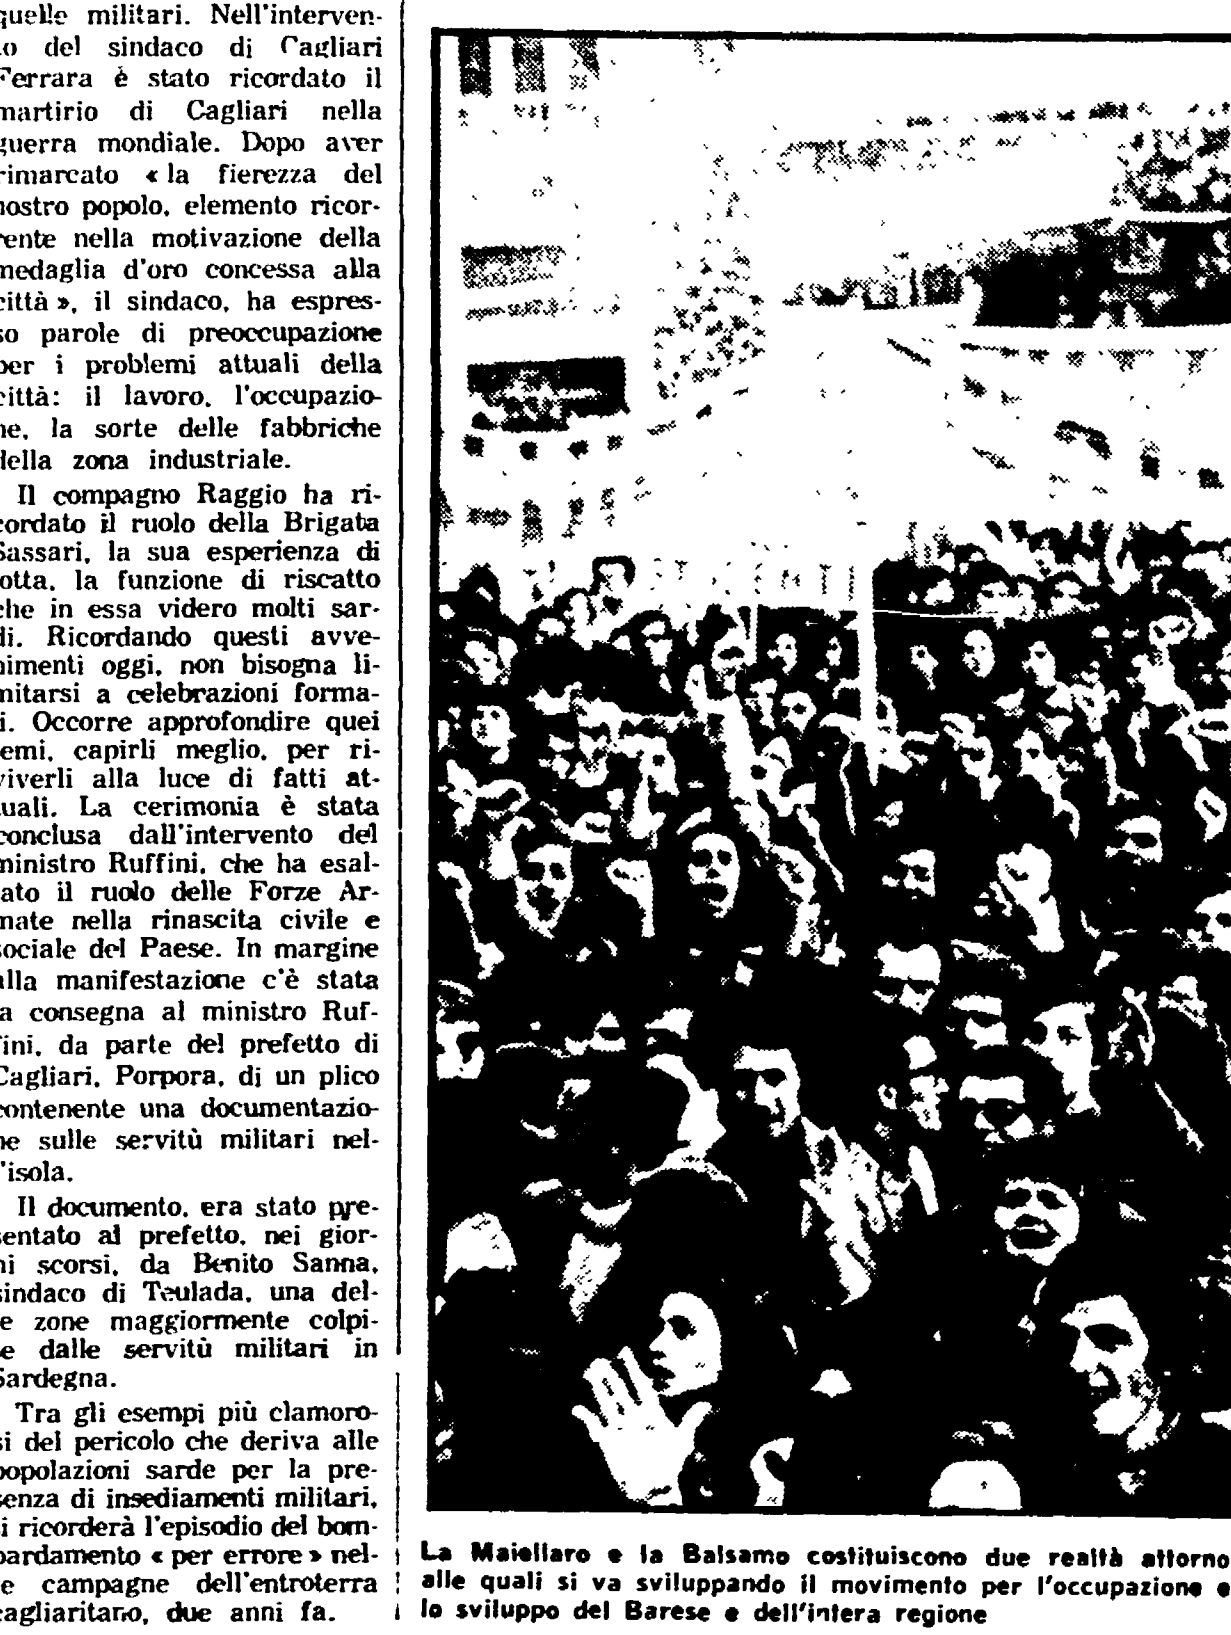 quelle militari. Nell'interven-
to del sindaco di Cagliari
Ferrara è stato ricordato il
martirio di Cagliari nella
guerra mondiale. Dopo aver
rimarcato « la fierezza del
nostro popolo, elemento ricor-
rente nella motivazione della
medaglia d'oro concessa alla
città », il sindaco, ha espres-
so parole di preoccupazione
per i problemi attuali della
città: il lavoro, l'occupazio-
ne, la sorte delle fabbriche
della zona industriale.
Il compagno Raggio ha ri-
cordato il ruolo della Brigata
Sassari, la sua esperienza di
lotta, la funzione di riscatto
che in essa videro molti sar-
di. Ricordando questi avve-
nimenti oggi, non bisogna li-
mitarsi a celebrazioni forma-
li. Occorre approfondire quei
temi, capirli meglio, per ri-
viverli alla luce di fatti at-
tuali. La cerimonia è stata
conclusa dall'intervento del
ministro Ruffini, che ha esal-
tato il ruolo delle Forze Ar-
mate nella rinascita civile e
sociale del Paese. In margine
alla manifestazione c'è stata
la consegna al ministro Ruf-
fini, da parte del prefetto di
Cagliari, Porpora, di un plico
contenente una documentazio-
ne sulle servitù militari nel-
l'isola.
Il documento, era stato pre-
sentato al prefetto, nei gior-
ni scorsi, da Benito Sanna,
sindaco di Teulada, una del-
le zone maggiormente colpi-
te dalle servitù militari in
Sardegna.
Tra gli esempi più clamoro-
si del pericolo che deriva alle
popolazioni sarde per la pre-
senza di insediamenti militari,
si ricorderà l'episodio del bom-
bardamento « per errore » nel-
le campagne dell'entroterra
cagliaritano, due anni fa.
La Maiellaro e la Balsamo costituiscono due realtà attorno
alle quali si va sviluppando il movimento per l'occupazione e
lo sviluppo del Barese e dell'intera regione